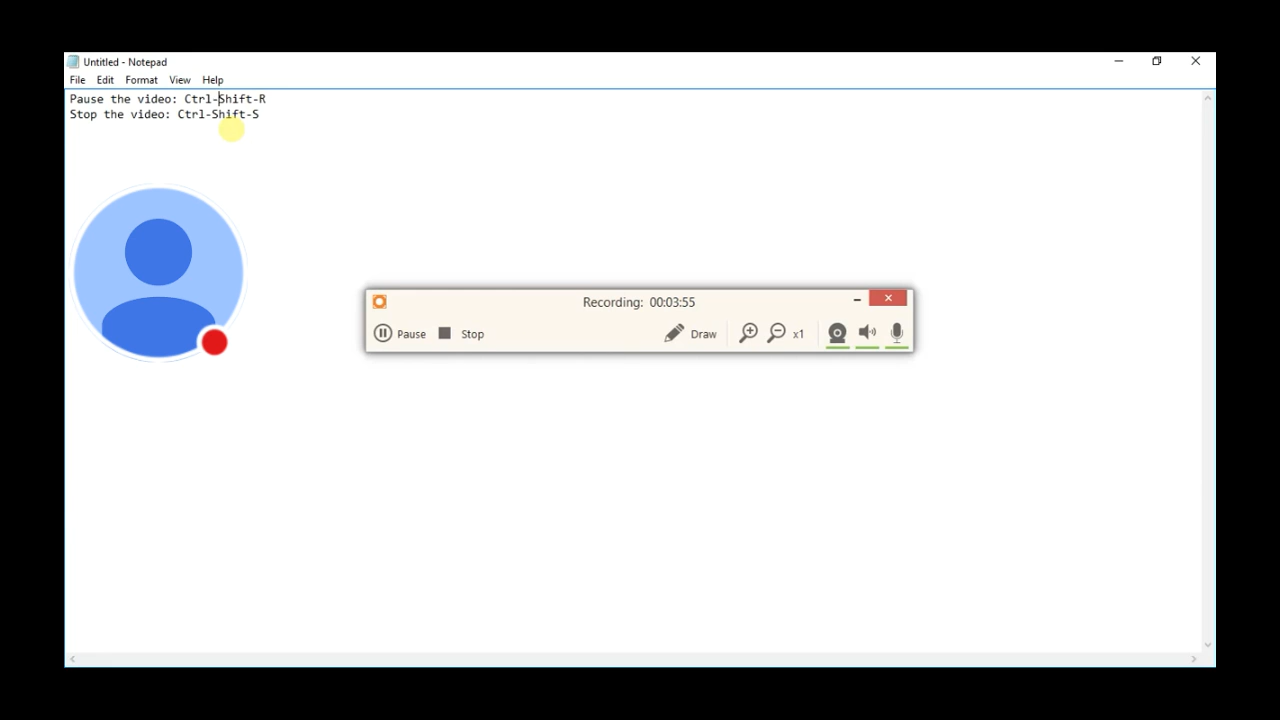 Untitled - Notepad
File Edit Format View Help
Pause the video: Ctrl-Shift-R
Stop the video: Ctrl-Shift-S
Recording: 00:03:55
Pause Stop Draw x1